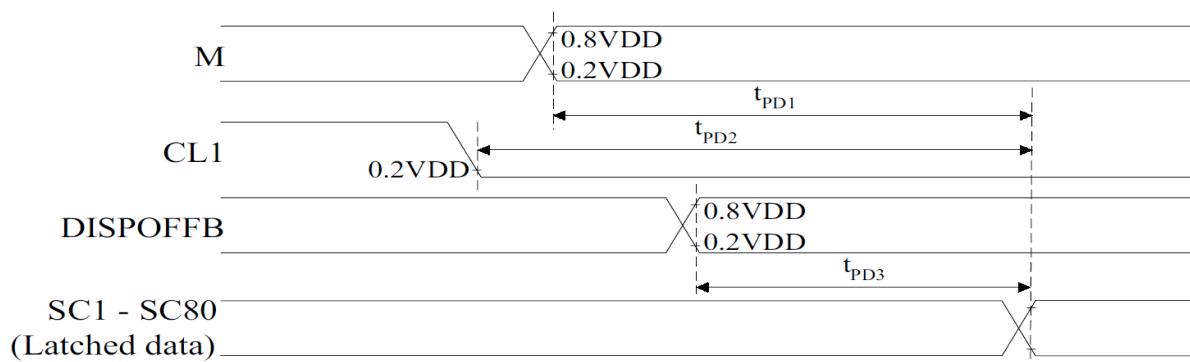 M
0.8VDD
0.2VDD
tPD1
tPD2
CL1
0.2VDD
DISPOFFB
0.8VDD
0.2VDD
tPD3
SC1 - SC80
(Latched data)